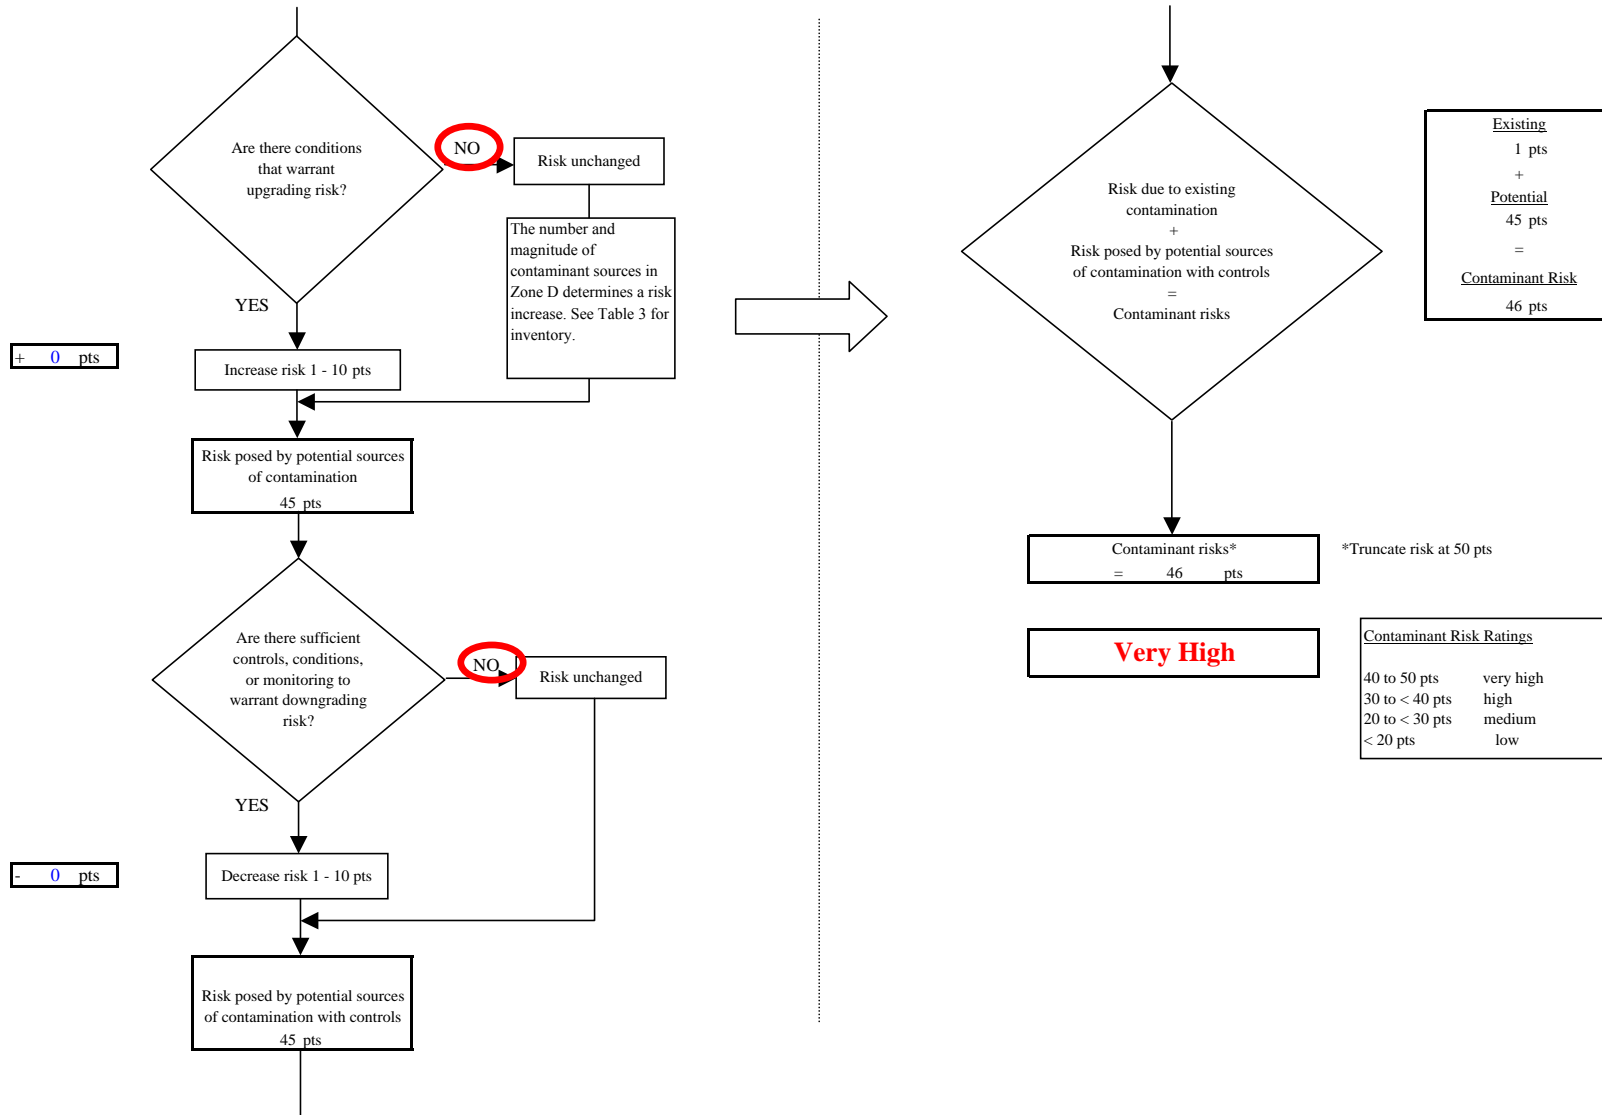 Are there conditions
that warrant
upgrading risk?
NO
Risk unchanged
The number and
magnitude of
contaminant sources in
Zone D determines a risk
increase. See Table 3 for
inventory.
YES
+ 0 pts
Increase risk 1 - 10 pts
Risk posed by potential sources
of contamination
45 pts
Are there sufficient
controls, conditions,
or monitoring to
warrant downgrading
risk?
NO
Risk unchanged
YES
- 0 pts
Decrease risk 1 - 10 pts
Risk posed by potential sources
of contamination with controls
45 pts
Risk due to existing
contamination
+
Risk posed by potential sources
of contamination with controls
=
Contaminant risks
Existing
1 pts
+
Potential
45 pts
=
Contaminant Risk
46 pts
Contaminant risks*
= 46 pts
*Truncate risk at 50 pts
Very High
Contaminant Risk Ratings
40 to 50 pts very high
30 to < 40 pts high
20 to < 30 pts medium
< 20 pts low